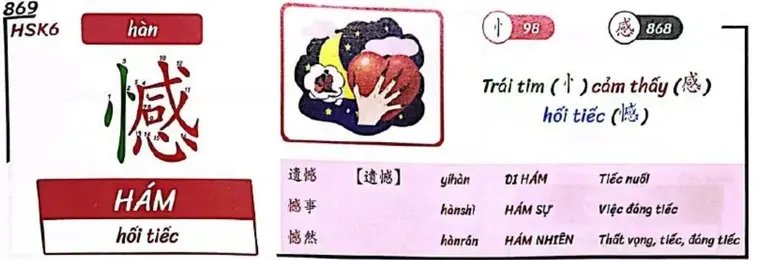 869
HSK6
hàn
憾
HÁM
hối tiếc
忄 98 感 868
Trái tim (忄) cảm thấy (感)
hối tiếc (憾)
遺憾 【遺憾】 yíhàn DI HÁM Tiếc nuối
憾事 hànshì HÁM SỰ Việc đáng tiếc
憾然 hànrán HÁM NHIÊN Thất vọng, tiếc, đáng tiếc